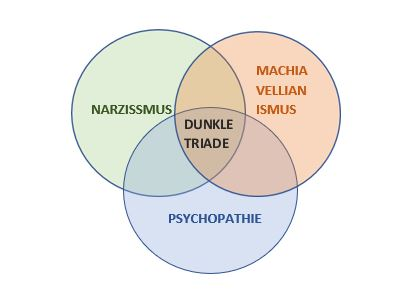 NARZISSMUS
MACHIA
VELLIAN
ISMUS
DUNKLE
TRIADE
PSYCHOPATHIE